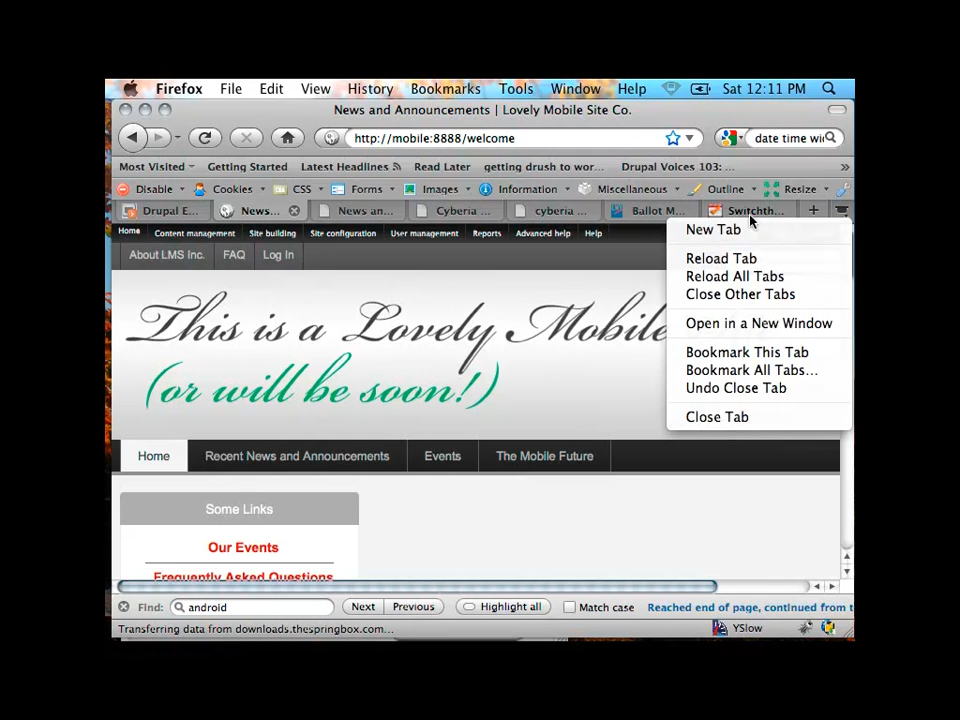 Firefox File Edit View History Bookmarks Tools Window Help Sat 12:11 PM
News and Announcements | Lovely Mobile Site Co.
http://mobile:8888/welcome date time wi
Most Visited Getting Started Latest Headlines Read Later getting drush to wor... Drupal Voices 103: ... »
Disable Cookies CSS Forms Images Information Miscellaneous Outline Resize
Drupal E... News... News an... Cyberia ... cyberia ... Ballot M... Switchth...
Home Content management Site building Site configuration User management Reports Advanced help Help
About LMS Inc. FAQ Log In
New Tab
Reload Tab
Reload All Tabs
Close Other Tabs
Open in a New Window
Bookmark This Tab
Bookmark All Tabs...
Undo Close Tab
Close Tab
This is a Lovely Mobile
(or will be soon!)
Home Recent News and Announcements Events The Mobile Future
Some Links
Our Events
Frequently Asked Questions
Find: android Next Previous Highlight all Match case Reached end of page, continued from t
Transferring data from downloads.thespringbox.com... YSlow